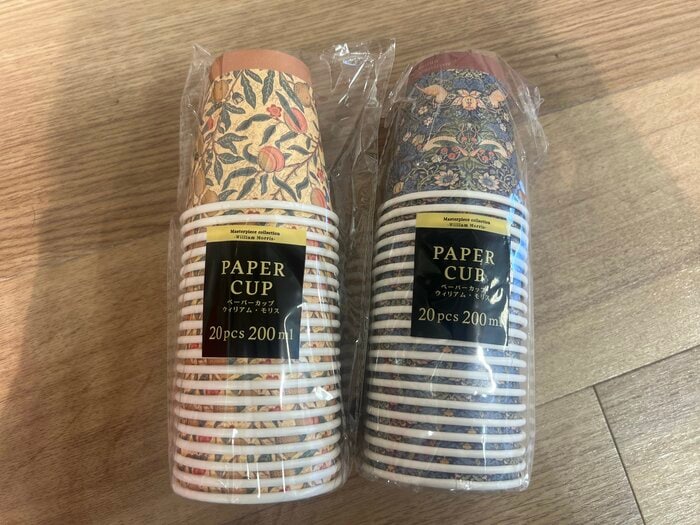 Masterpiece collection
-William Morris-
PAPER
CUP
ペーパーカップ
ウィリアム・モリス
20pcs 200ml
Masterpiece collection
-William Morris-
PAPER
CUP
ペーパーカップ
ウィリアム・モリス
20pcs 200ml